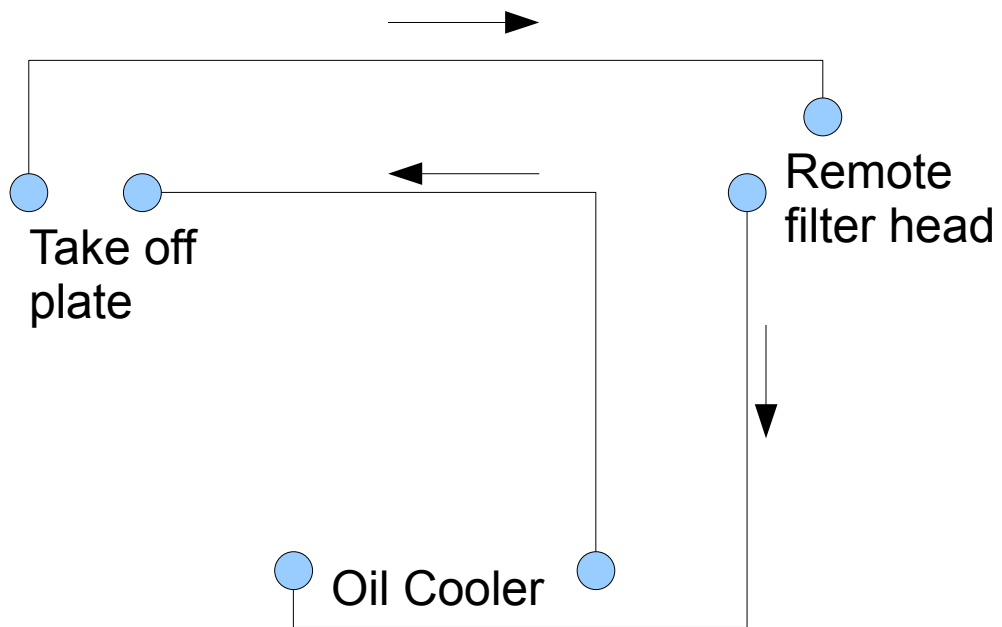 Remote
filter head
Take off
plate
Oil Cooler